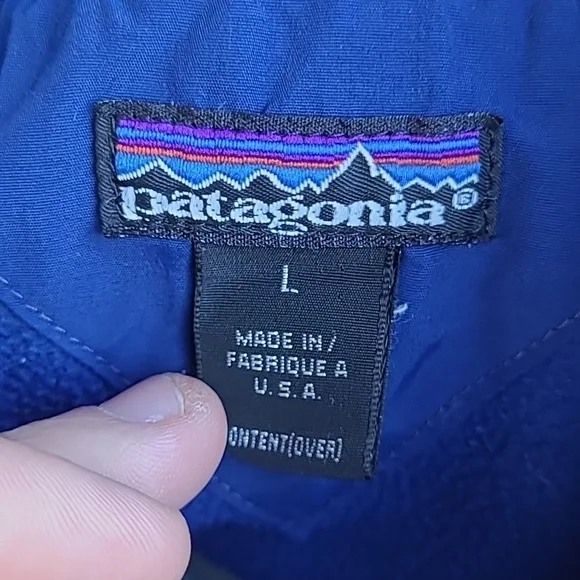 patagonia®
L
MADE IN/
FABRIQUE A
U.S.A.
ONTENT(OVER)